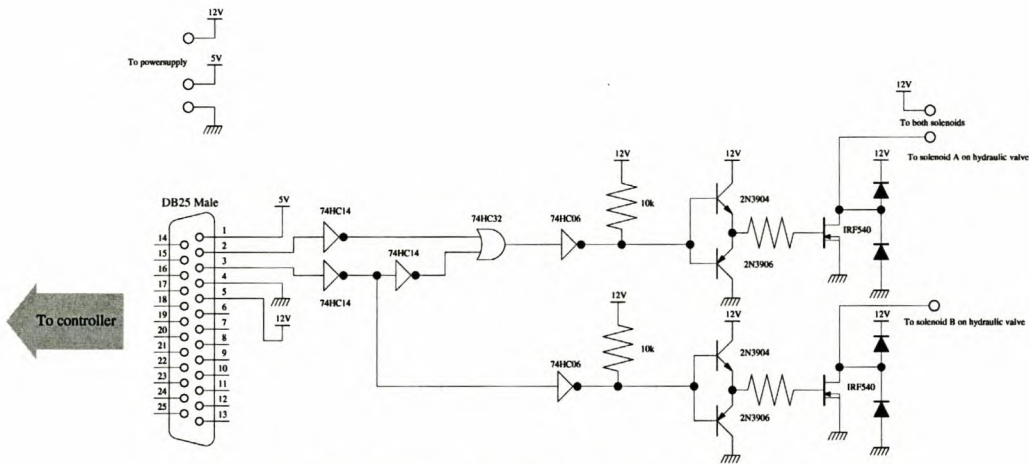 12V
To powersupply
5V
12V
To both solenoids
To solenoid A on hydraulic valve
12V
12V
12V
10k
2N3904
IRF540
2N3906
DB25 Male
5V
74HC14
74HC32
74HC06
74HC14
74HC14
12V
1
2
3
4
5
6
7
8
9
10
11
12
13
14
15
16
17
18
19
20
21
22
23
24
25
To controller
12V
12V
12V
To solenoid B on hydraulic valve
10k
74HC06
2N3904
IRF540
2N3906